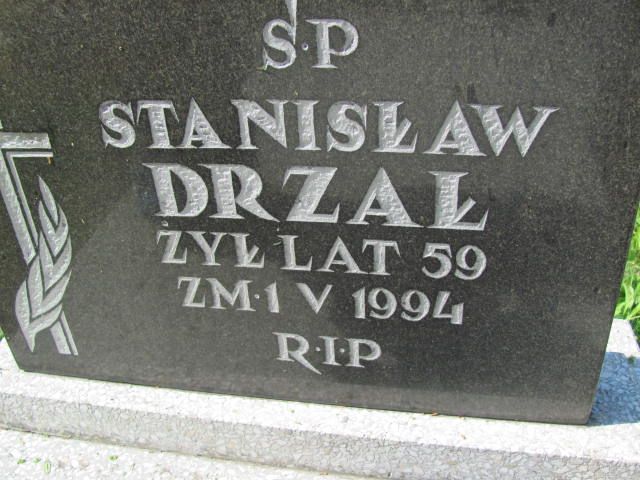 Ś·P
STANISŁAW
DRZAŁ
ŻYŁ LAT 59
ZM·1 V 1994
R·I·P